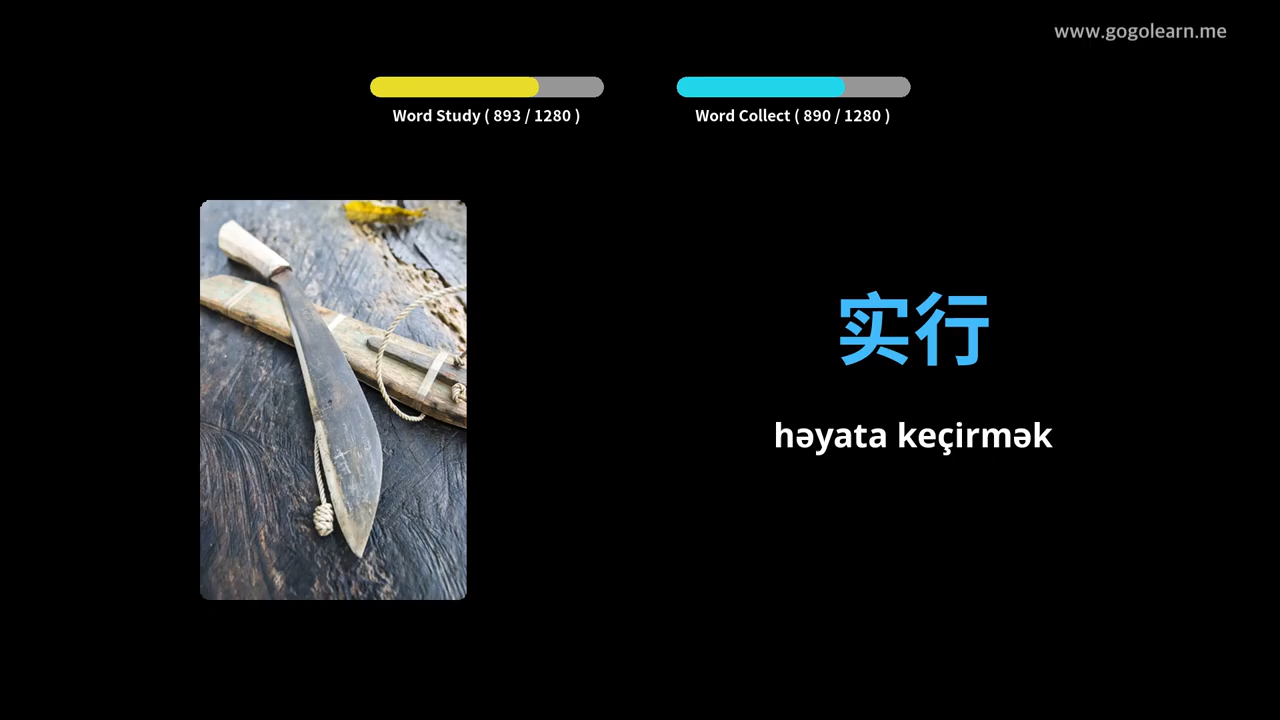 www.gogolearn.me
Word Study ( 893 / 1280 )
Word Collect ( 890 / 1280 )
实行
həyata keçirmək